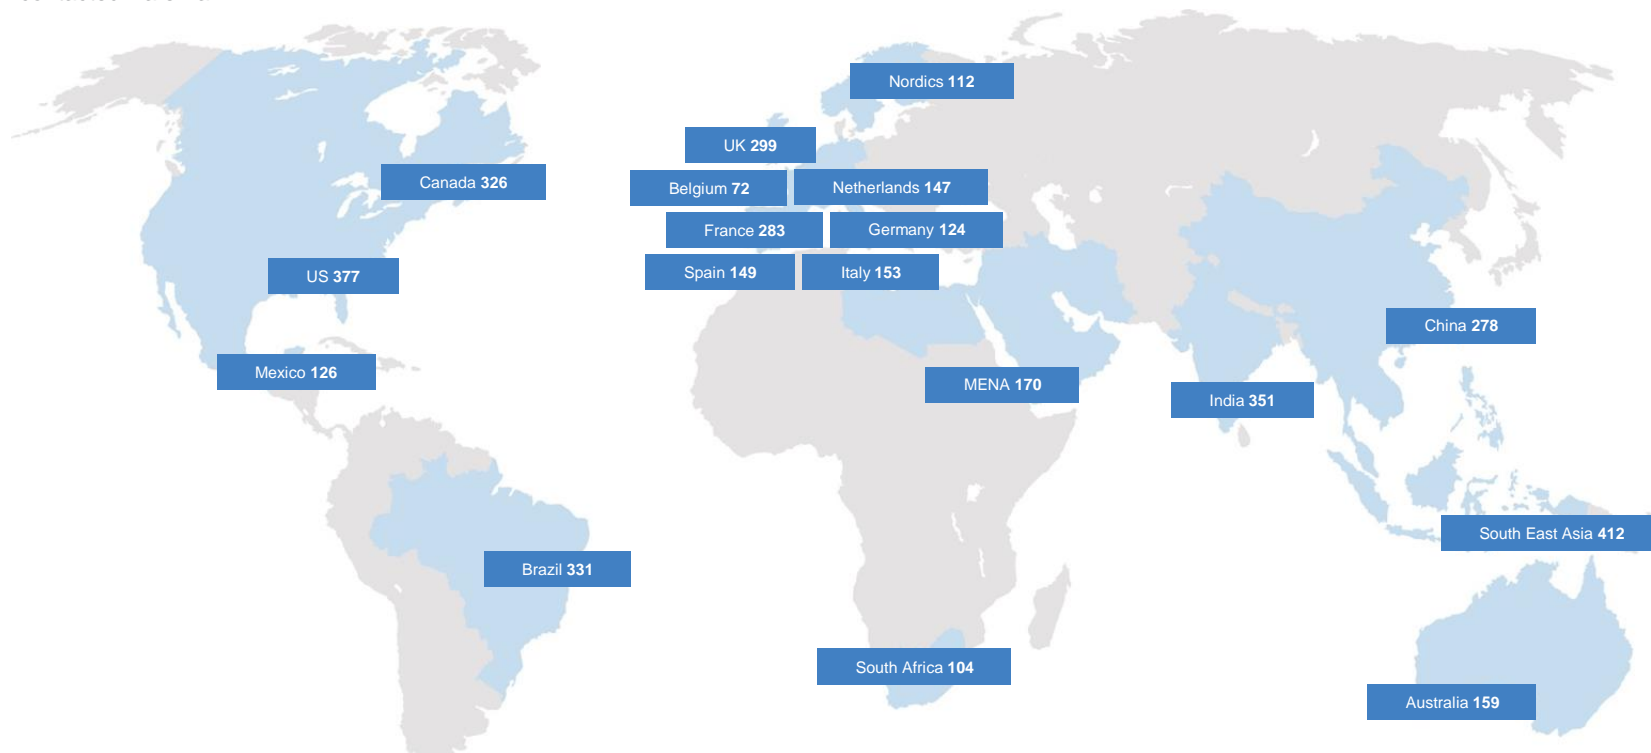 Nordics 112
UK 299
Canada 326
Belgium 72
Netherlands 147
France 283
Germany 124
US 377
Spain 149
Italy 153
China 278
Mexico 126
MENA 170
India 351
South East Asia 412
Brazil 331
South Africa 104
Australia 159